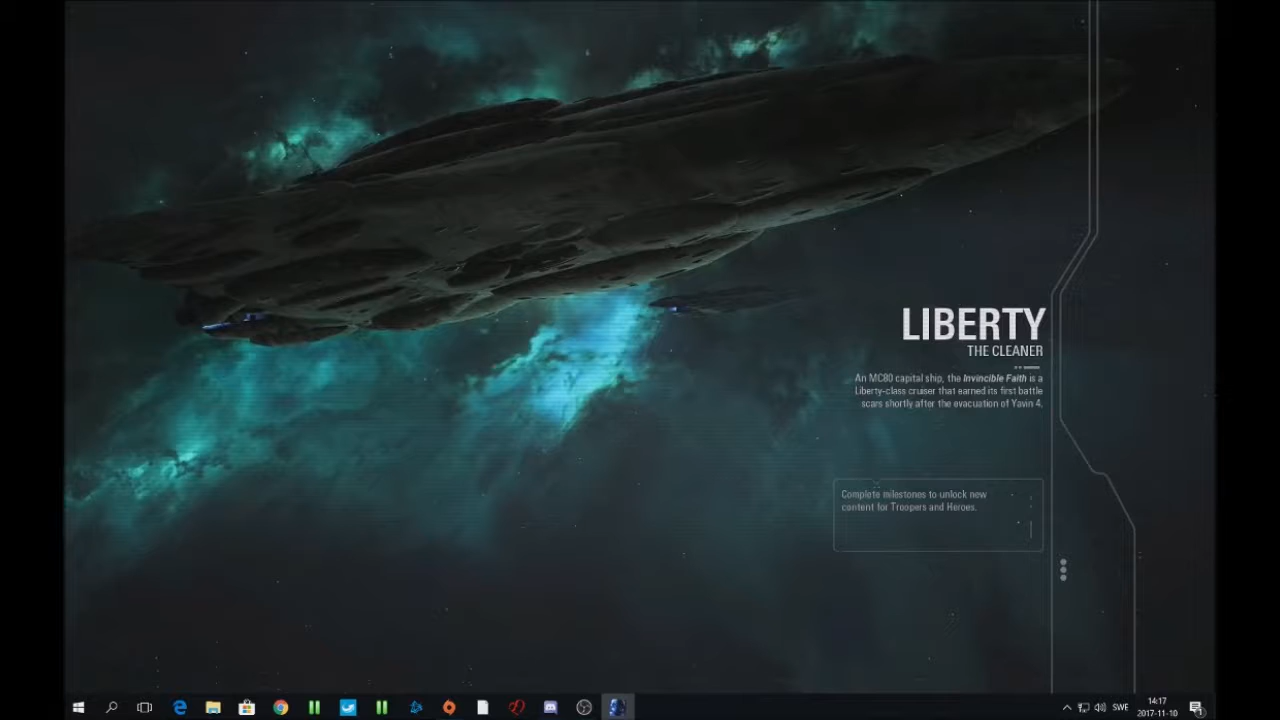 LIBERTY
THE CLEANER
An MC80 capital ship, the Invincible Faith is a
Liberty-class cruiser that earned its first battle
scars shortly after the evacuation of Yavin 4.
Complete milestones to unlock new
content for Troopers and Heroes.
SWE
14:17
2017-11-10